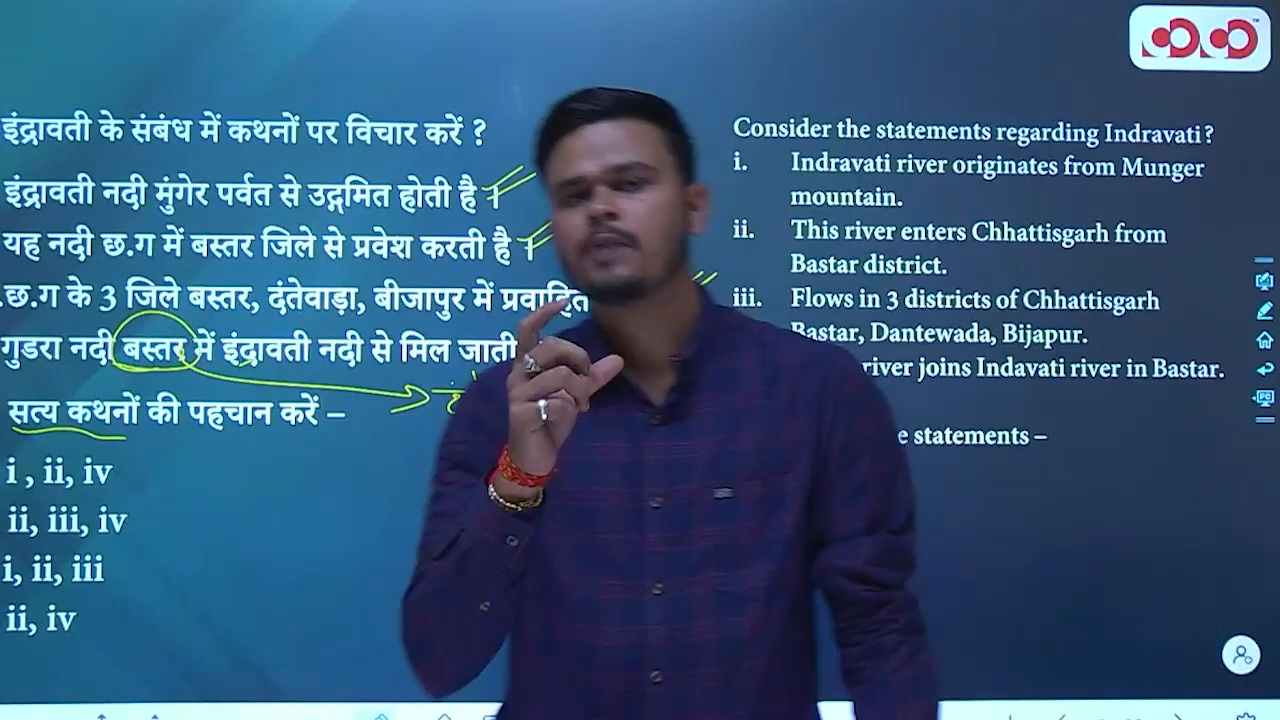 इंद्रावती के संबंध में कथनों पर विचार करें ?
इंद्रावती नदी मुंगेर पर्वत से उद्गमित होती है ।
यह नदी छ.ग में बस्तर जिले से प्रवेश करती है ।
छ.ग के 3 जिले बस्तर, दंतेवाड़ा, बीजापुर में प्रवाहित
गुडरा नदी बस्तर में इंद्रावती नदी से मिल जाती
सत्य कथनों की पहचान करें –
i , ii, iv
ii, iii, iv
i, ii, iii
ii, iv
Consider the statements regarding Indravati?
i. Indravati river originates from Munger
mountain.
ii. This river enters Chhattisgarh from
Bastar district.
iii. Flows in 3 districts of Chhattisgarh
Bastar, Dantewada, Bijapur.
river joins Indavati river in Bastar.
statements –
PC